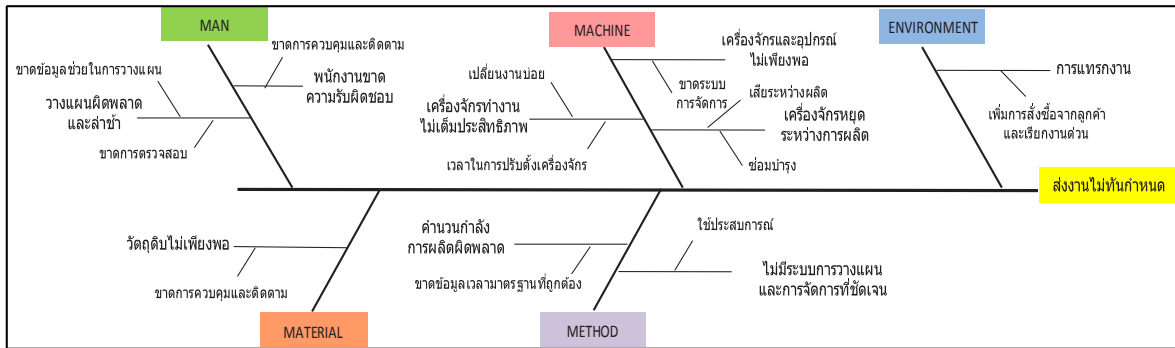 MAN
ขาดการควบคุมและติดตาม
ขาดข้อมูลช่วยในการวางแผน
พนักงานขาด
ความรับผิดชอบ
วางแผนผิดพลาด
และล่าช้า
ขาดการตรวจสอบ
MACHINE
เครื่องจักรและอุปกรณ์
ไม่เพียงพอ
เปลี่ยนงานบ่อย
ขาดระบบ
การจัดการ
เสียระหว่างผลิต
เครื่องจักรทำงาน
ไม่เต็มประสิทธิภาพ
เครื่องจักรหยุด
ระหว่างการผลิต
เวลาในการปรับตั้งเครื่องจักร
ซ่อมบำรุง
ENVIRONMENT
การแทรกงาน
เพิ่มการสั่งซื้อจากลูกค้า
และเรียกงานด่วน
ส่งงานไม่ทันกำหนด
วัตถุดิบไม่เพียงพอ
ขาดการควบคุมและติดตาม
MATERIAL
คำนวนกำลัง
การผลิตผิดพลาด
ใช้ประสบการณ์
ขาดข้อมูลเวลามาตรฐานที่ถูกต้อง
ไม่มีระบบการวางแผน
และการจัดการที่ชัดเจน
METHOD